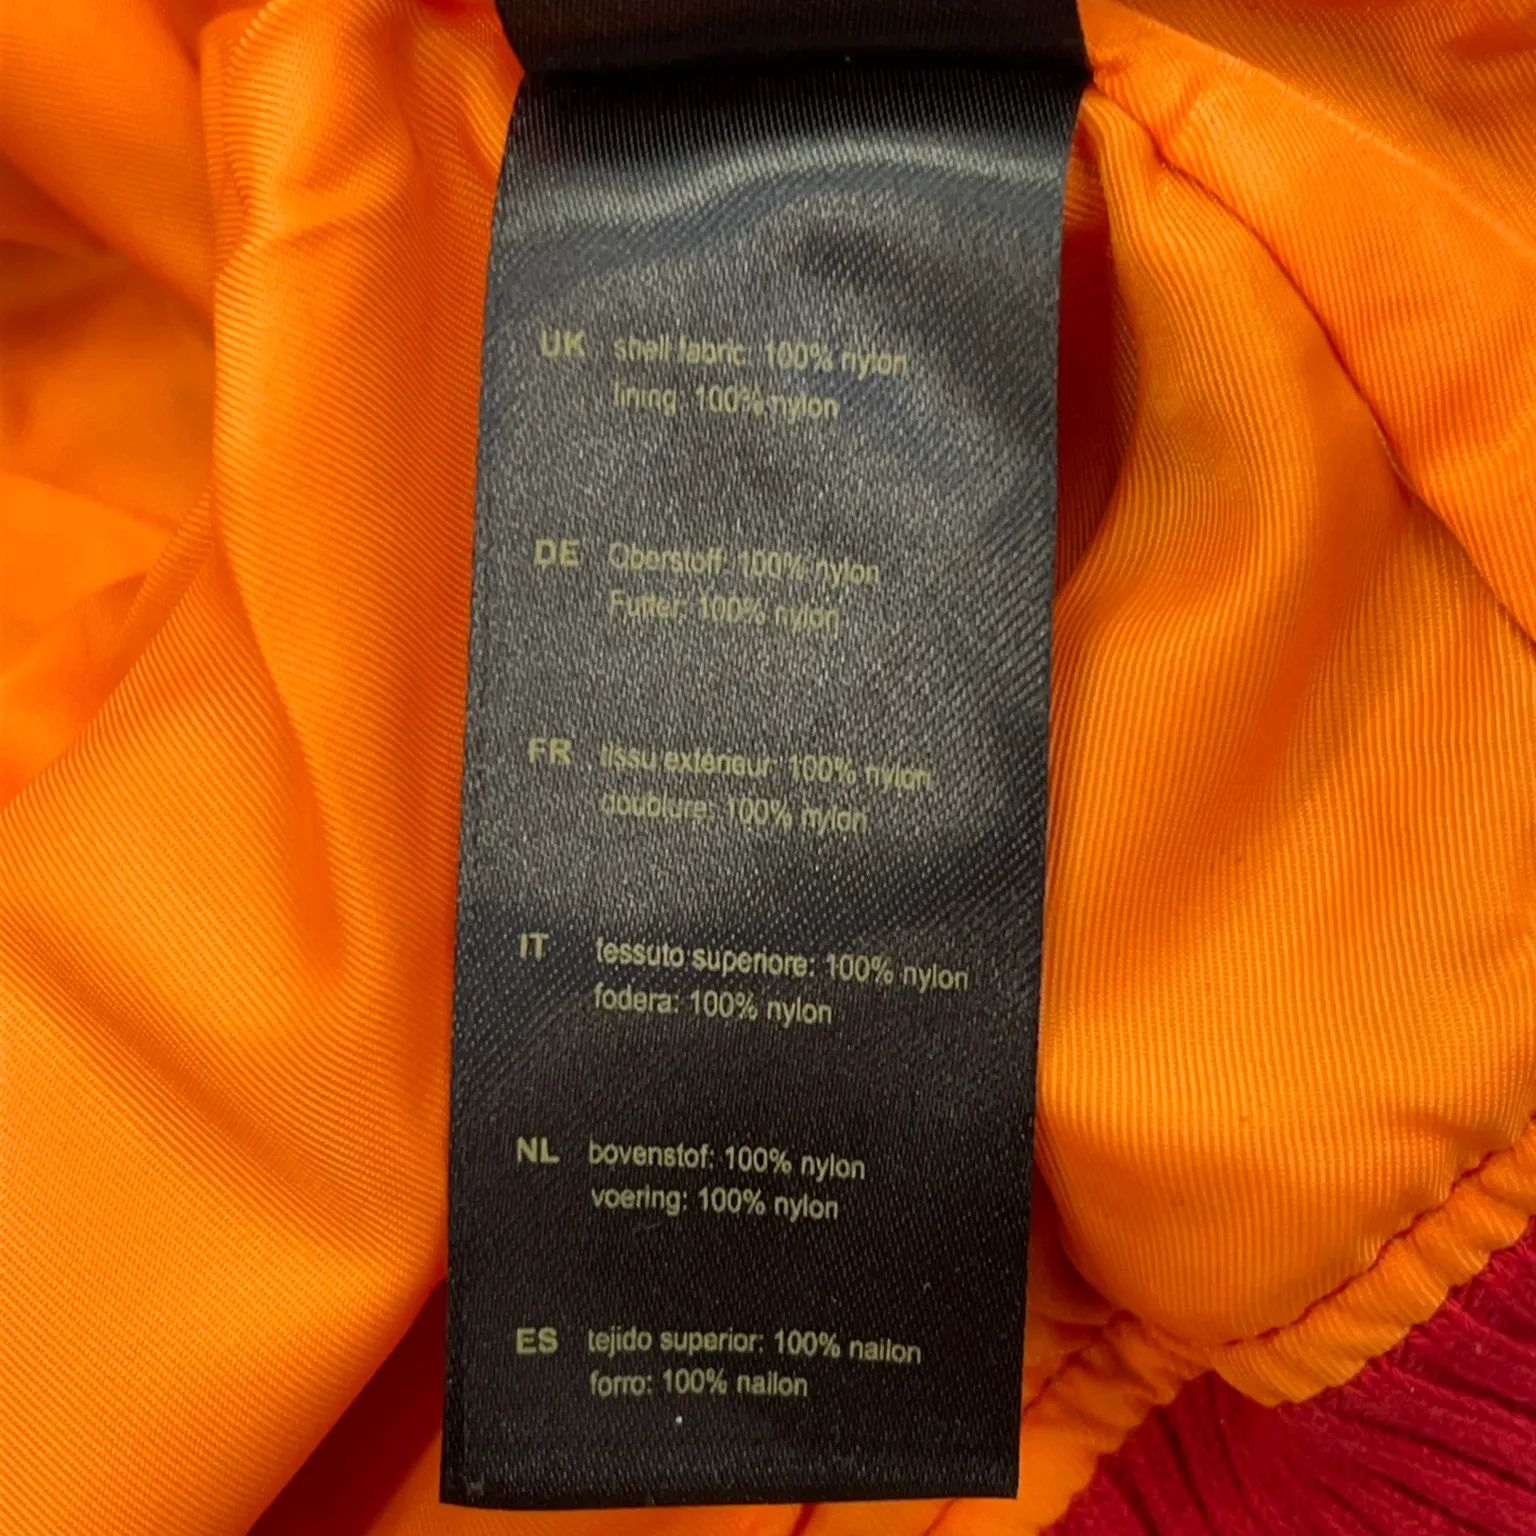 UK shell fabric: 100% nylon
lining: 100% nylon
DE Oberstoff: 100% nylon
Futter: 100% nylon
FR tissu extérieur: 100% nylon
doublure: 100% nylon
IT tessuto superiore: 100% nylon
fodera: 100% nylon
NL bovenstof: 100% nylon
voering: 100% nylon
ES tejido superior: 100% nailon
forro: 100% nailon